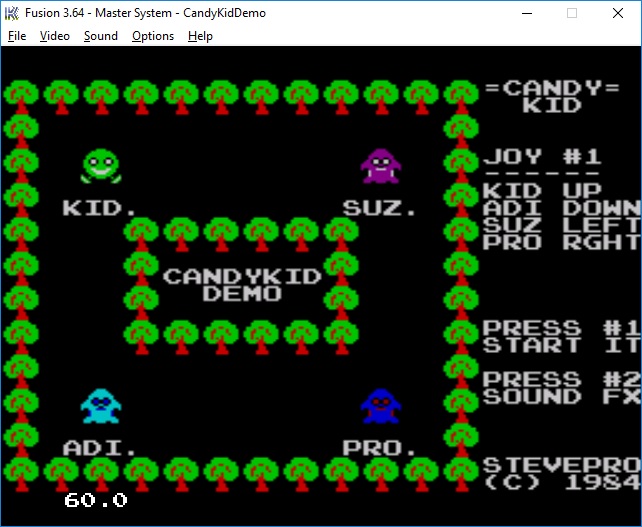 Fusion 3.64 - Master System - CandyKidDemo
File Video Sound Options Help
=CANDY=
KID
JOY #1
------
KID UP
ADI DOWN
SUZ LEFT
PRO RGHT
KID.
SUZ.
CANDYKID
DEMO
PRESS #1
START IT
PRESS #2
SOUND FX
ADI.
PRO.
STEVEPRO
(C) 1984
60.0